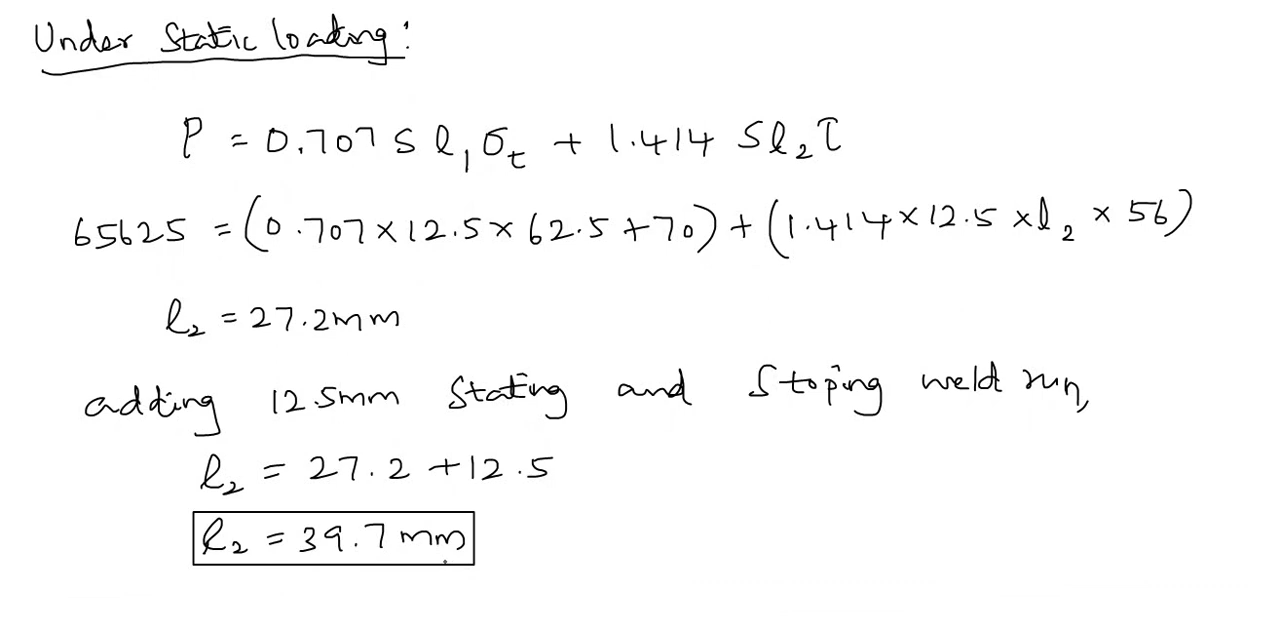 Under Static loading:
P = 0.707 S l₁ σₜ + 1.414 S l₂ τ
65625 = (0.707 × 12.5 × 62.5 + 70) + (1.414 × 12.5 × l₂ × 56)
l₂ = 27.2mm
adding 12.5mm Stating and Stoping weld run,
l₂ = 27.2 + 12.5
l₂ = 39.7 mm